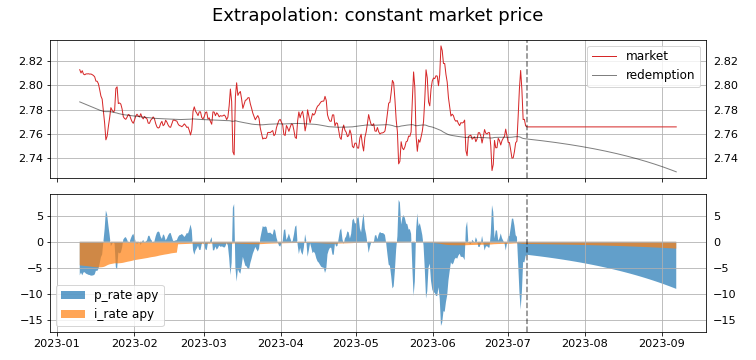 Extrapolation: constant market price
2.82 2.82
2.80 2.80
2.78 2.78
2.76 2.76
2.74 2.74
market
redemption
5 5
0 0
−5 −5
−10 −10
−15 −15
p_rate apy
i_rate apy
2023-01 2023-02 2023-03 2023-04 2023-05 2023-06 2023-07 2023-08 2023-09